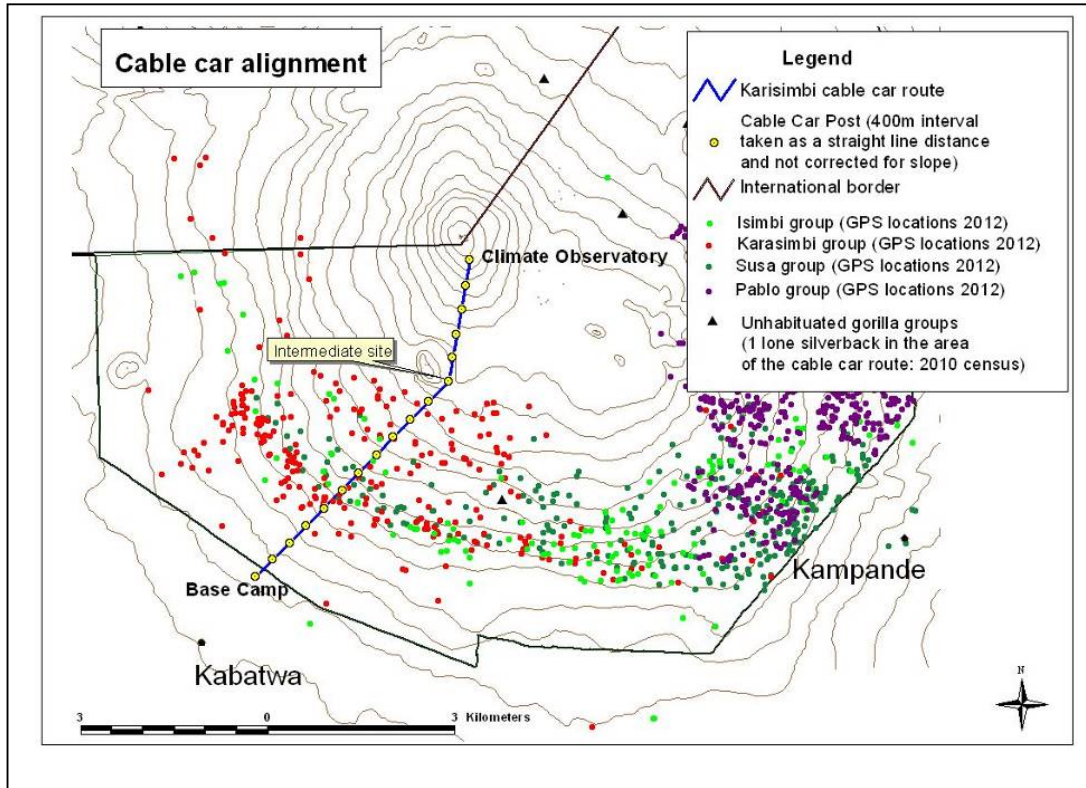 Cable car alignment
Legend
Karisimbi cable car route
Cable Car Post (400m interval
taken as a straight line distance
and not corrected for slope)
International border
Isimbi group (GPS locations 2012)
Karasimbi group (GPS locations 2012)
Susa group (GPS locations 2012)
Pablo group (GPS locations 2012)
Unhabituated gorilla groups
(1 lone silverback in the area
of the cable car route: 2010 census)
Climate Observatory
Intermediate site
Base Camp
Kampande
Kabatwa
3 0 3 Kilometers
N